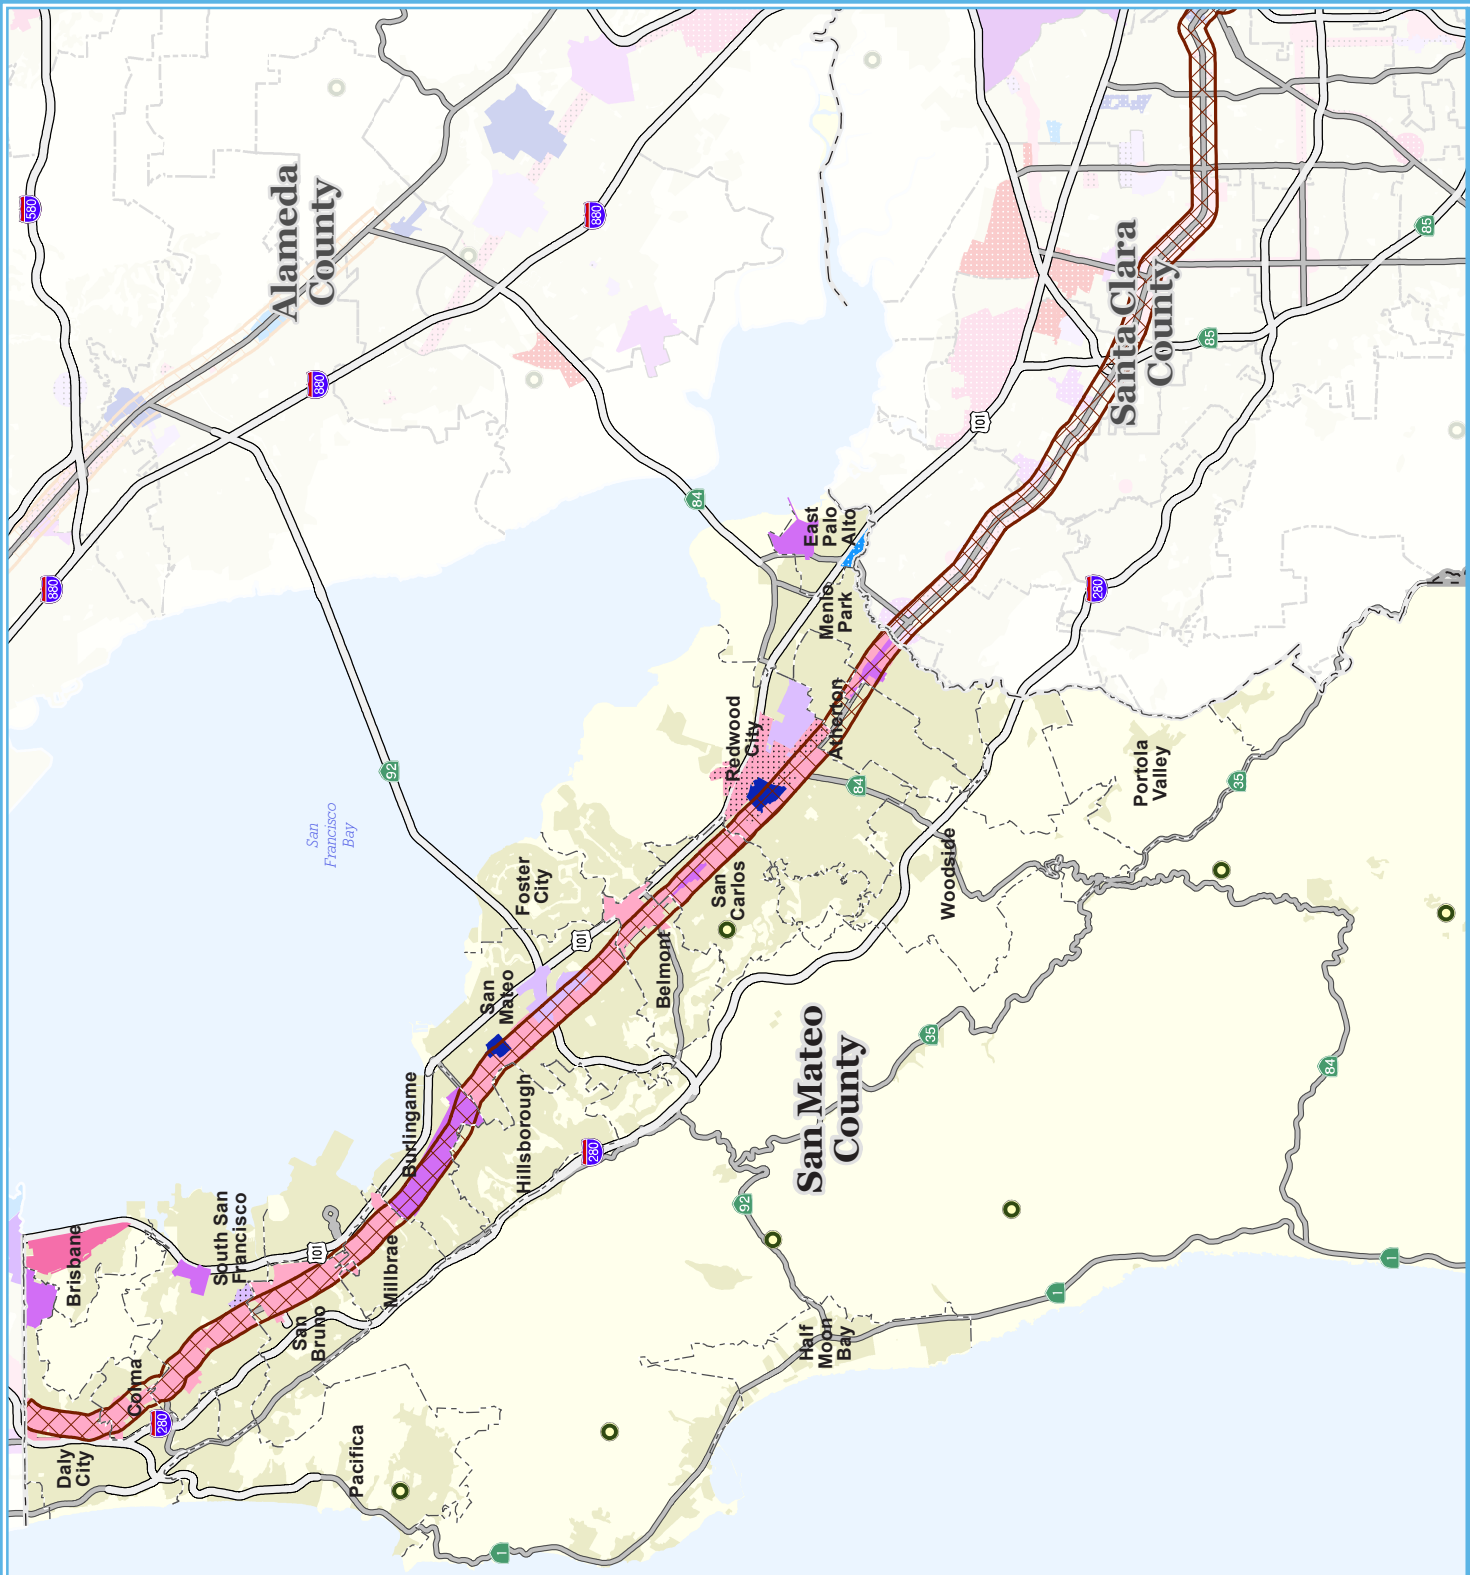 580
Alameda
County
880
880
880
84
101
85
85
Santa Clara
County
92
San
Francisco
Bay
East
Palo
Alto
Menlo
Park
280
Redwood
City
Atherton
84
Portola
Valley
35
Foster
City
101
San
Carlos
Woodside
San
Mateo
Belmont
35
84
San Mateo
County
Burlingame
Hillsborough
280
92
South San
Francisco
101
Brisbane
Millbrae
1
1
San
Bruno
Half
Moon
Bay
Colma
280
Daly
City
Pacifica
1